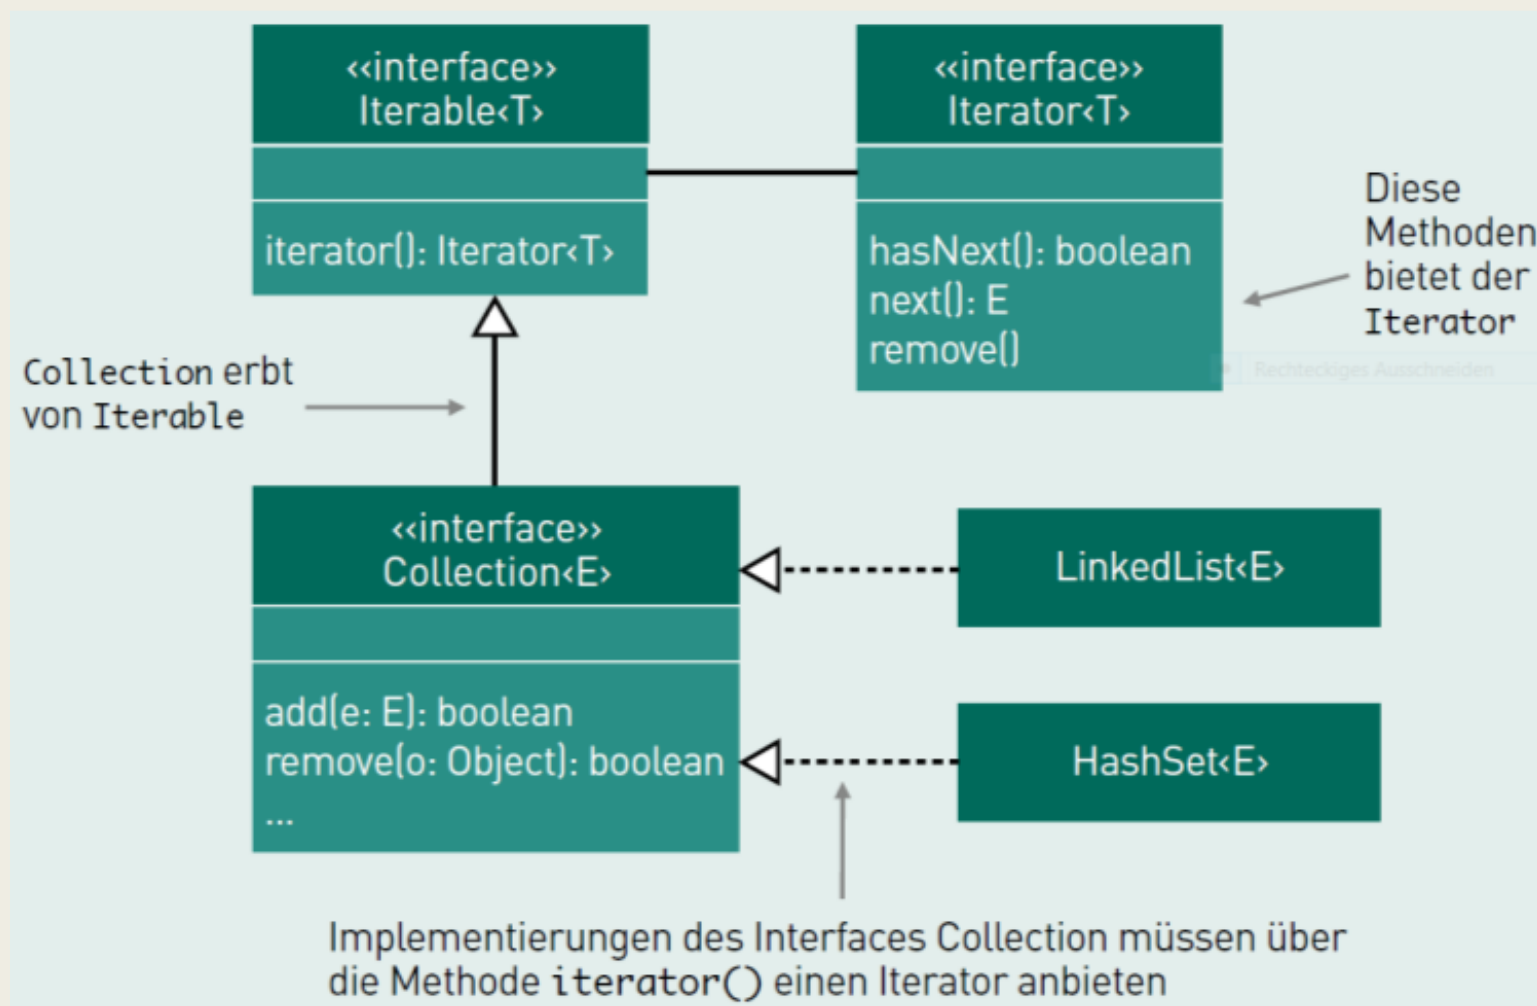 <<interface>>
Iterable<T>
iterator(): Iterator<T>
<<interface>>
Iterator<T>
hasNext(): boolean
next(): E
remove()
Diese
Methoden
bietet der
Iterator
Rechteckiges Ausschneiden
Collection erbt
von Iterable
<<interface>>
Collection<E>
add(e: E): boolean
remove(o: Object): boolean
...
LinkedList<E>
HashSet<E>
Implementierungen des Interfaces Collection müssen über
die Methode iterator() einen Iterator anbieten